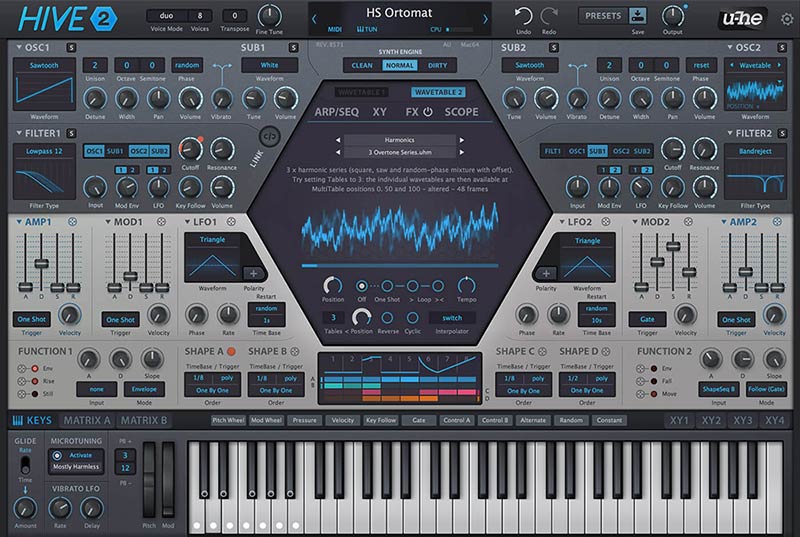 HIVE 2
duo 8 0
Voice Mode Voices Transpose Fine Tune
HS Ortomat
MIDI TUN CPU
Undo Redo
PRESETS
Save Output
u-he
REV. 8571 AU Mac64
OSC1 S SUB1 S
Sawtooth 2 0 0 random White
Unison Octave Semitone Phase Waveform
Waveform Detune Width Pan Volume Vibrato Tune Volume
SYNTH ENGINE
CLEAN NORMAL DIRTY
SUB2 S OSC2 S
Sawtooth 2 0 0 reset Wavetable
Waveform Unison Octave Semitone Phase
POSITION
Tune Volume Vibrato Detune Width Pan Volume Waveform
WAVETABLE 1 WAVETABLE 2
ARP/SEQ XY FX SCOPE
Harmonics
3 Overtone Series.uhm
3 x harmonic series (square, saw and random-phase mixture with offset).
Try setting Tables to 3: the individual wavetables are then available at
MultiTable positions 0, 50 and 100 - altered - 48 frames
Position Off One Shot > Loop >< Tempo
3 switch
Tables < Position Reverse Cyclic Interpolator
FILTER1 S
Lowpass 12 OSC1 SUB1 OSC2 SUB2
Cutoff Resonance
1 2
Filter Type Input Mod Env LFO Key Follow Volume
LINK
FILTER2 S
FILT1 OSC1 SUB1 OSC2 SUB2 Bandreject
Cutoff Resonance
1 2 1 2
Input Mod Env LFO Key Follow Volume Filter Type
AMP1 MOD1 LFO1
A D S R A D S R
Triangle
Waveform Polarity
Restart
One Shot One Shot random
1s
Trigger Velocity Trigger Velocity Phase Rate Time Base
LFO2 MOD2 AMP2
Triangle
Polarity Waveform
Restart
A D S R A D S R
random
10s
Gate One Shot
Phase Rate Time Base Trigger Velocity Trigger Velocity
FUNCTION 1
A D Slope
Env
Rise
Still
none Envelope
Input Mode
SHAPE A SHAPE B
TimeBase / Trigger TimeBase / Trigger
1/8 poly 1/8 poly
One By One One By One
Order Order
1 2 3 4 5 6 7 8
A
B
C
D
SHAPE C SHAPE D
TimeBase / Trigger TimeBase / Trigger
1/8 poly 1/2 poly
One By One One By One
Order Order
FUNCTION 2
A D Slope
Env
Fall
Move
ShapeSeq B Follow (Gate)
Input Mode
KEYS MATRIX A MATRIX B
Pitch Wheel Mod Wheel Pressure Velocity Key Follow Gate Control A Control B Alternate Random Constant
XY1 XY2 XY3 XY4
GLIDE MICROTUNING PB +
Rate Activate 3
Mostly Harmless 12
Time PB -
VIBRATO LFO
Amount Rate Delay Pitch Mod